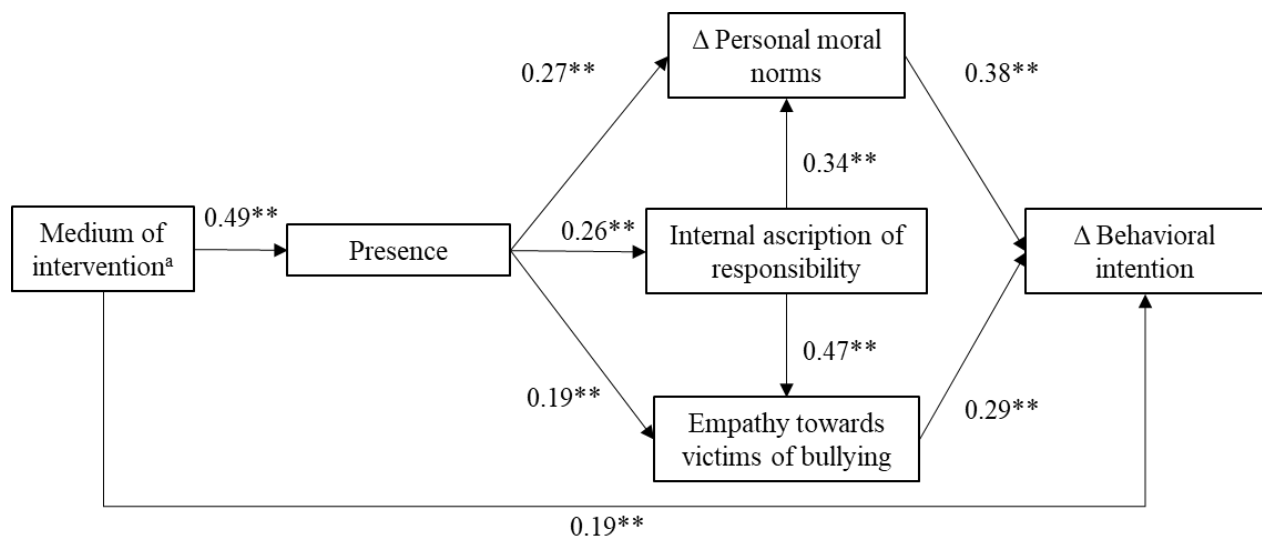 Δ Personal moral
norms
0.27**
0.38**
0.34**
Medium of
interventionᵃ
0.49**
Presence
0.26**
Internal ascription of
responsibility
Δ Behavioral
intention
0.47**
0.19**
Empathy towards
victims of bullying
0.29**
0.19**